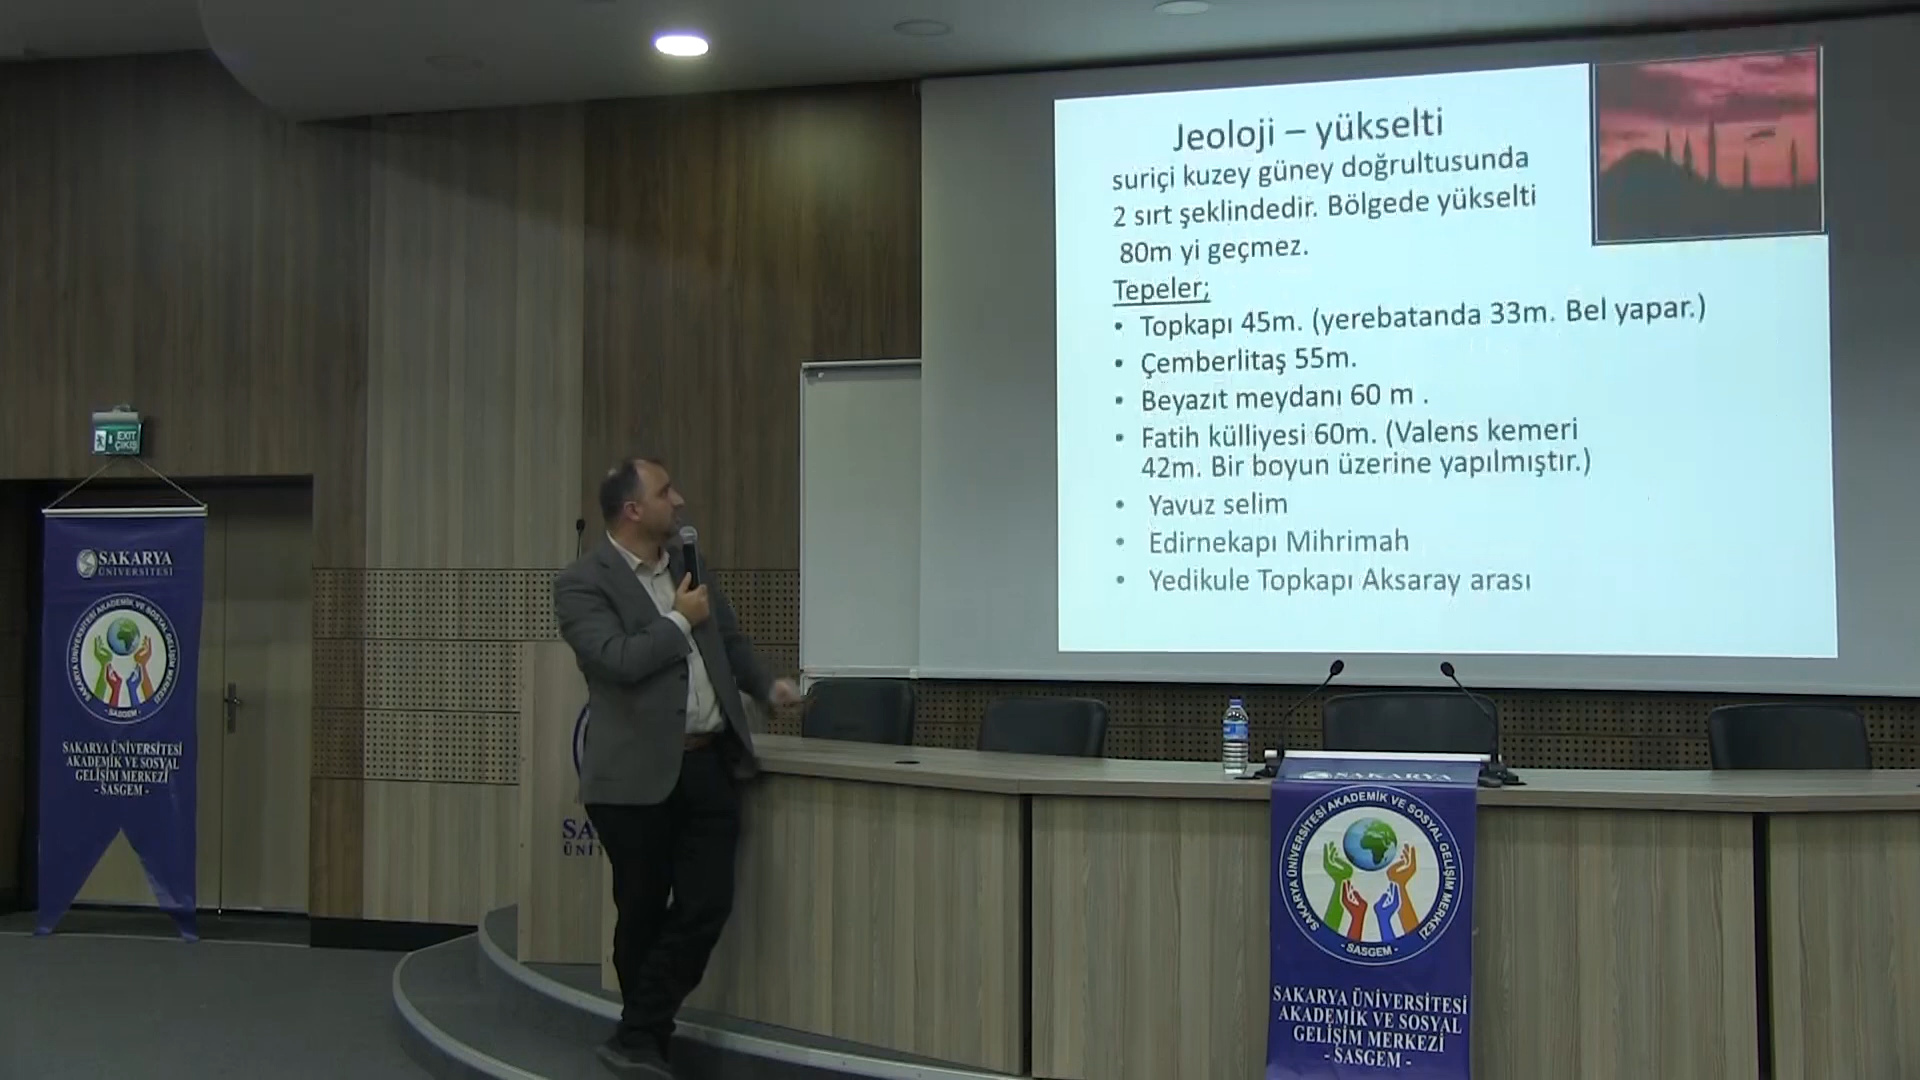 Jeoloji – yükselti
suriçi kuzey güney doğrultusunda
2 sırt şeklindedir. Bölgede yükselti
80m yi geçmez.
Tepeler;
• Topkapı 45m. (yerebatanda 33m. Bel yapar.)
• Çemberlitaş 55m.
• Beyazıt meydanı 60 m .
• Fatih külliyesi 60m. (Valens kemeri
42m. Bir boyun üzerine yapılmıştır.)
• Yavuz selim
• Edirnekapı Mihrimah
• Yedikule Topkapı Aksaray arası
EXIT
ÇIKIŞ
SAKARYA
ÜNİVERSİTESİ
SAKARYA ÜNİVERSİTESİ AKADEMİK VE SOSYAL GELİŞİM MERKEZİ
- SASGEM -
SAKARYA ÜNİVERSİTESİ
AKADEMİK VE SOSYAL
GELİŞİM MERKEZİ
- SASGEM -
SAKARYA
SAKARYA ÜNİVERSİTESİ AKADEMİK VE SOSYAL GELİŞİM MERKEZİ
- SASGEM -
SAKARYA ÜNİVERSİTESİ
AKADEMİK VE SOSYAL
GELİŞİM MERKEZİ
- SASGEM -